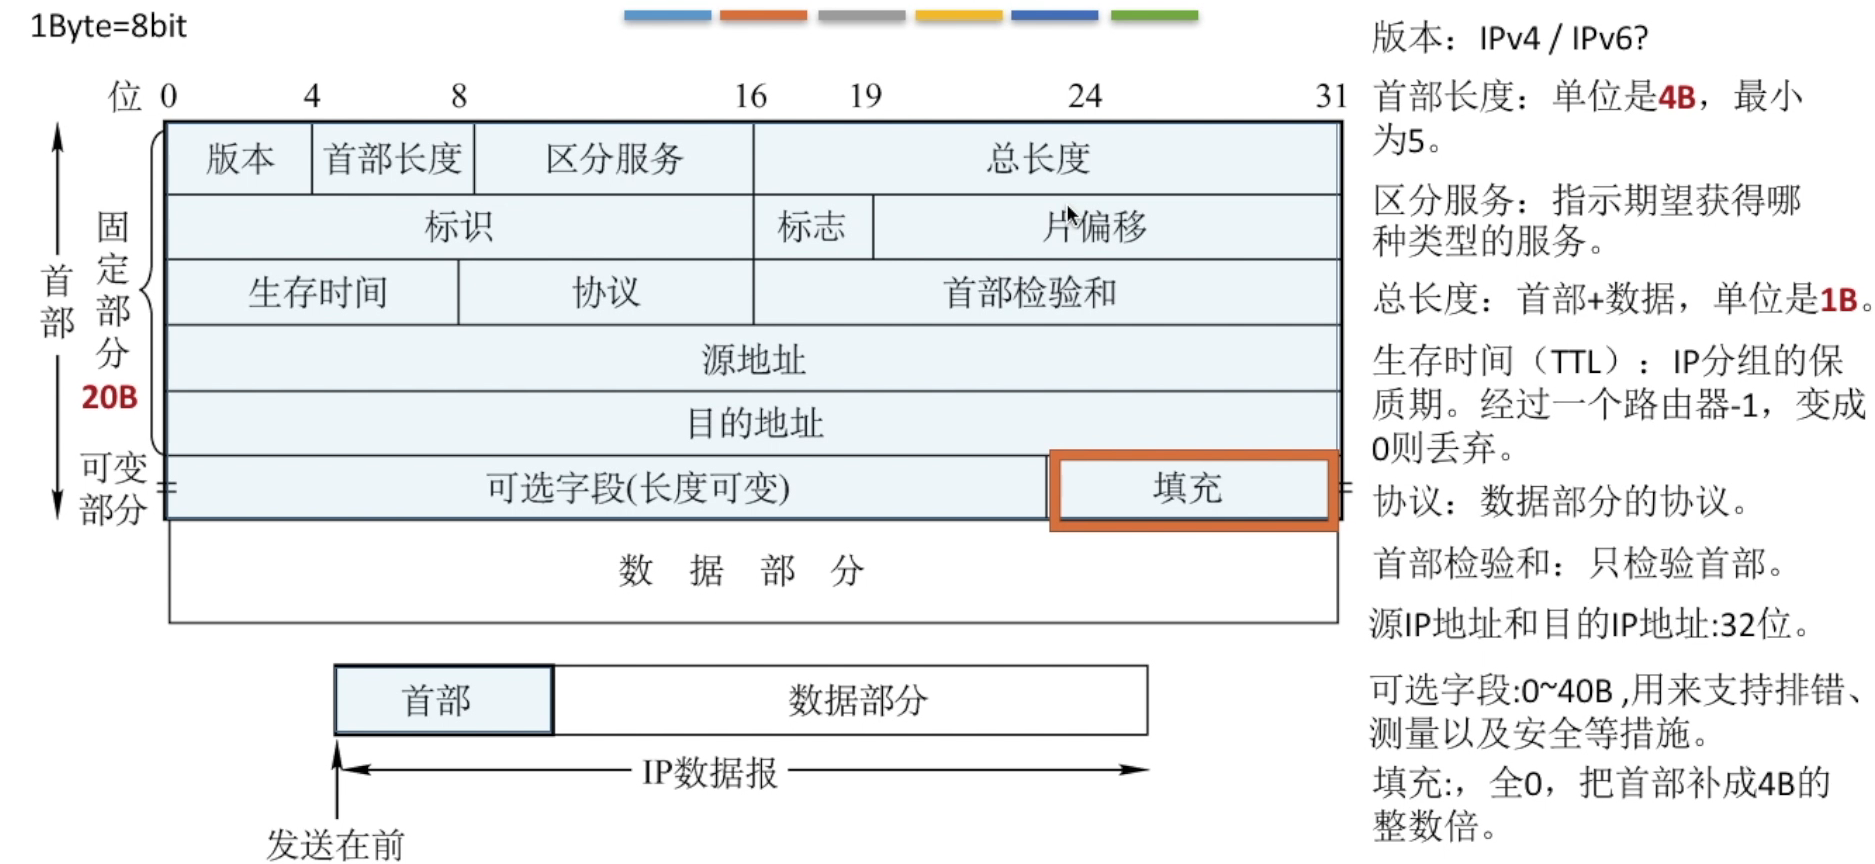 1Byte=8bit
位 0 4 8 16 19 24 31
版本 首部长度 区分服务 总长度
标识 标志 片偏移
生存时间 协议 首部检验和
源地址
目的地址
可选字段(长度可变) 填充
数 据 部 分
首部
固定部分
20B
可变
部分
首部 数据部分
IP数据报
发送在前
版本：IPv4 / IPv6?
首部长度：单位是4B，最小
为5。
区分服务：指示期望获得哪
种类型的服务。
总长度：首部+数据，单位是1B。
生存时间（TTL）：IP分组的保
质期。经过一个路由器-1，变成
0则丢弃。
协议：数据部分的协议。
首部检验和：只检验首部。
源IP地址和目的IP地址:32位。
可选字段:0~40B ,用来支持排错、
测量以及安全等措施。
填充:，全0，把首部补成4B的
整数倍。